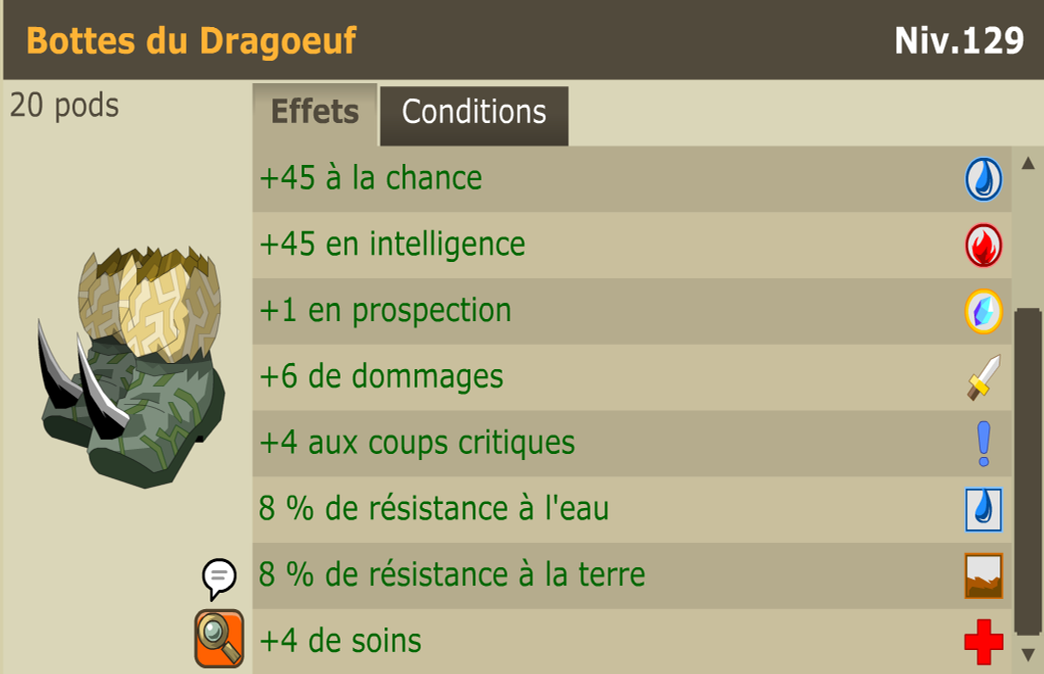 Bottes du Dragoeuf
Niv.129
20 pods
Effets
Conditions
+45 à la chance
+45 en intelligence
+1 en prospection
+6 de dommages
+4 aux coups critiques
8 % de résistance à l'eau
8 % de résistance à la terre
+4 de soins